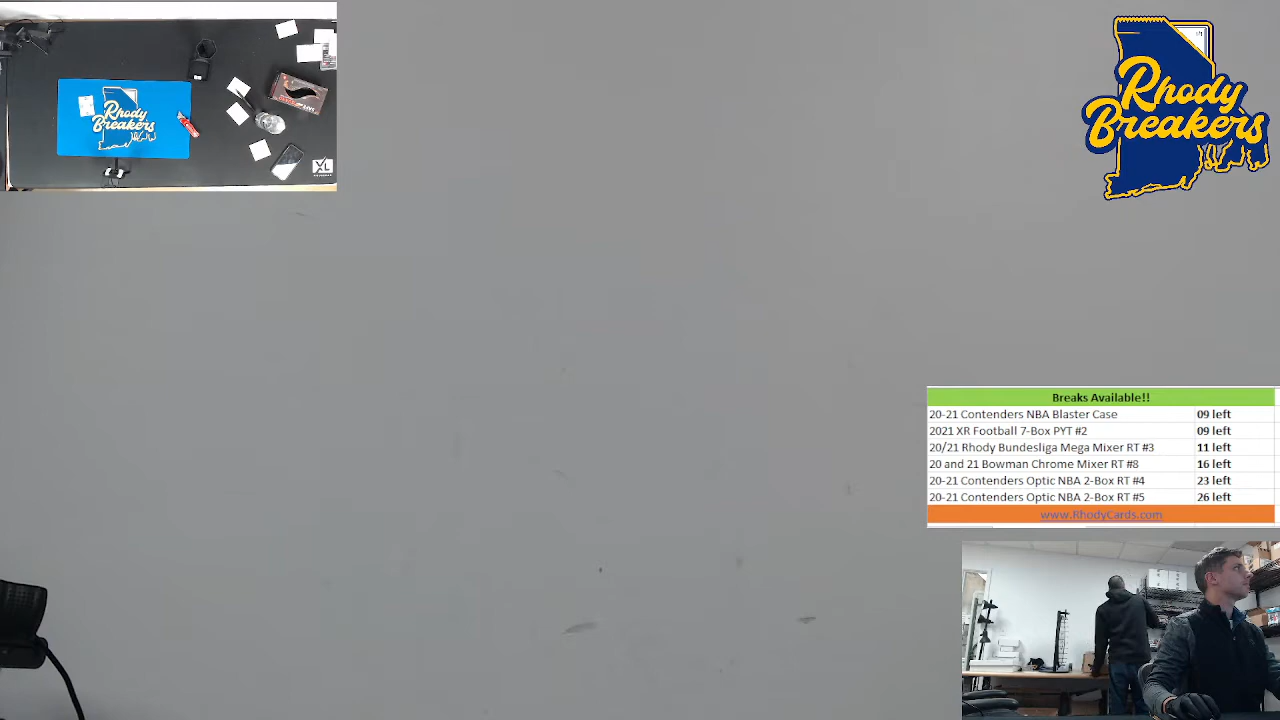 Rhody
Breakers
XL
Rhody
Breakers
Breaks Available!!
20-21 Contenders NBA Blaster Case 09 left
2021 XR Football 7-Box PYT #2 09 left
20/21 Rhody Bundesliga Mega Mixer RT #3 11 left
20 and 21 Bowman Chrome Mixer RT #8 16 left
20-21 Contenders Optic NBA 2-Box RT #4 23 left
20-21 Contenders Optic NBA 2-Box RT #5 26 left
www.RhodyCards.com